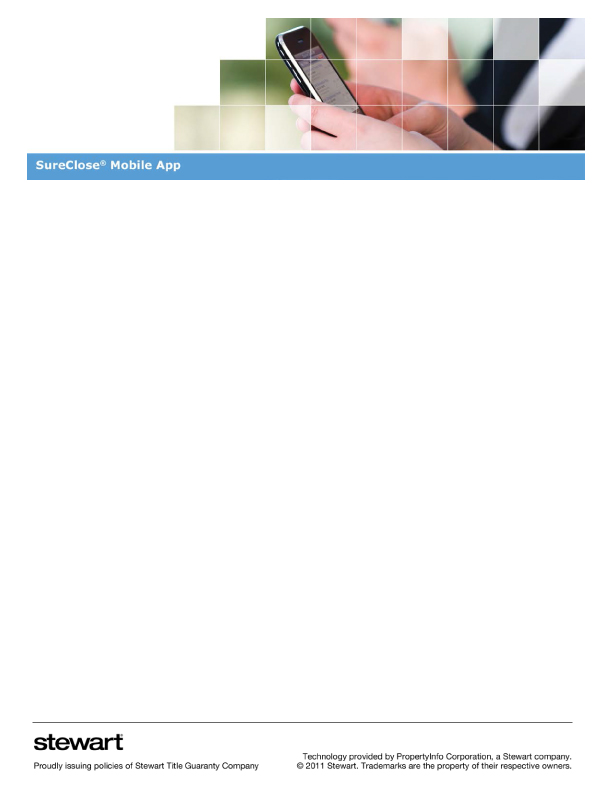 SureClose® Mobile App
stewart
Proudly issuing policies of Stewart Title Guaranty Company
Technology provided by PropertyInfo Corporation, a Stewart company.
© 2011 Stewart. Trademarks are the property of their respective owners.